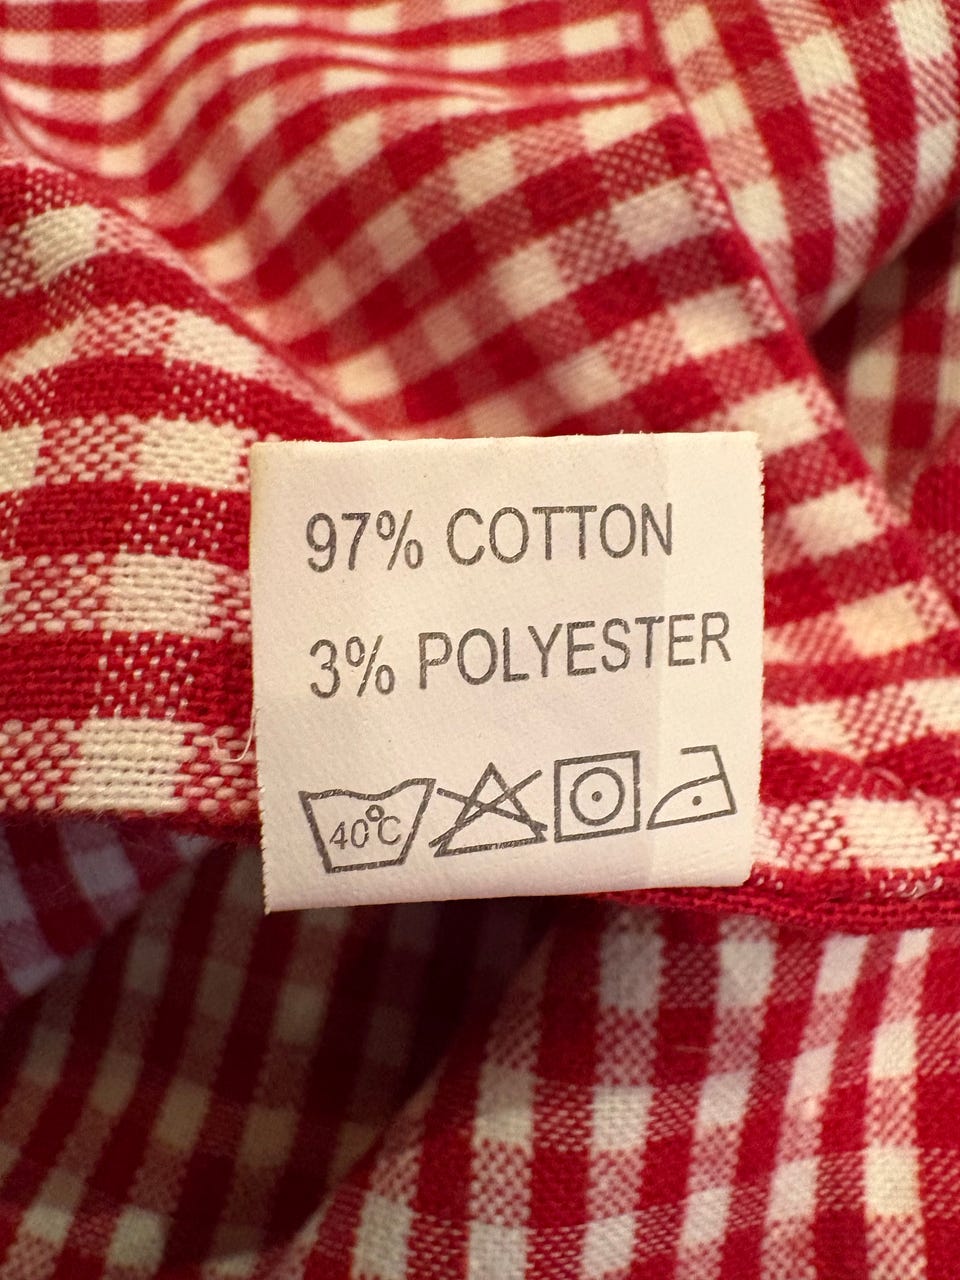 97% COTTON
3% POLYESTER
40°C